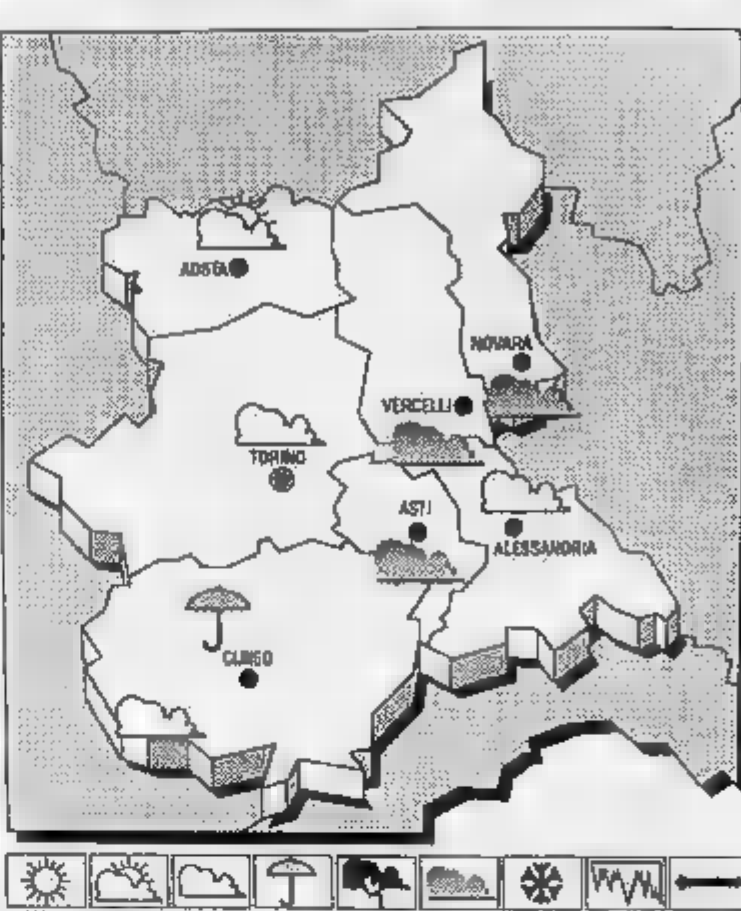 AOSTA
NOVARA
VERCELLI
TORINO
ASTI
ALESSANDRIA
CUNEO